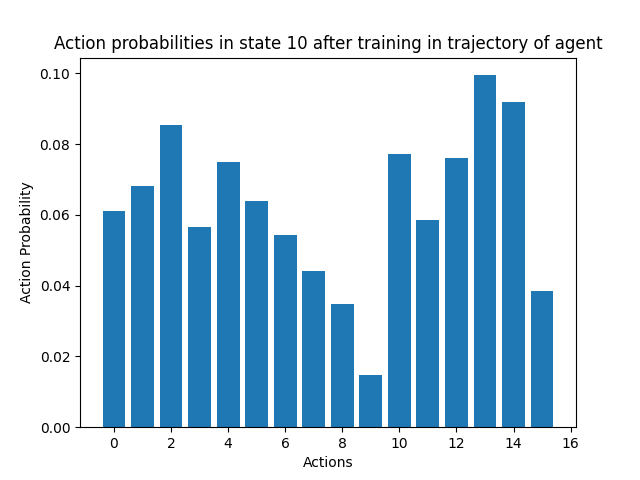 Action probabilities in state 10 after training in trajectory of agent
0.10
0.08
0.06
0.04
0.02
0.00
Action Probability
0 2 4 6 8 10 12 14 16
Actions